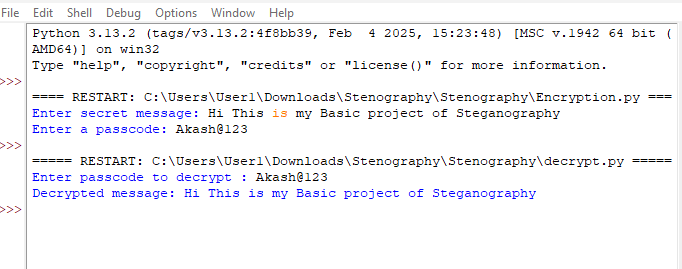 File Edit Shell Debug Options Window Help
Python 3.13.2 (tags/v3.13.2:4f8bb39, Feb  4 2025, 15:23:48) [MSC v.1942 64 bit (
AMD64)] on win32
Type "help", "copyright", "credits" or "license()" for more information.
>>>
==== RESTART: C:\Users\User1\Downloads\Stenography\Stenography\Encryption.py ===
Enter secret message: Hi This is my Basic project of Steganography
Enter a passcode: Akash@123
>>>
===== RESTART: C:\Users\User1\Downloads\Stenography\Stenography\decrypt.py =====
Enter passcode to decrypt : Akash@123
Decrypted message: Hi This is my Basic project of Steganography
>>>